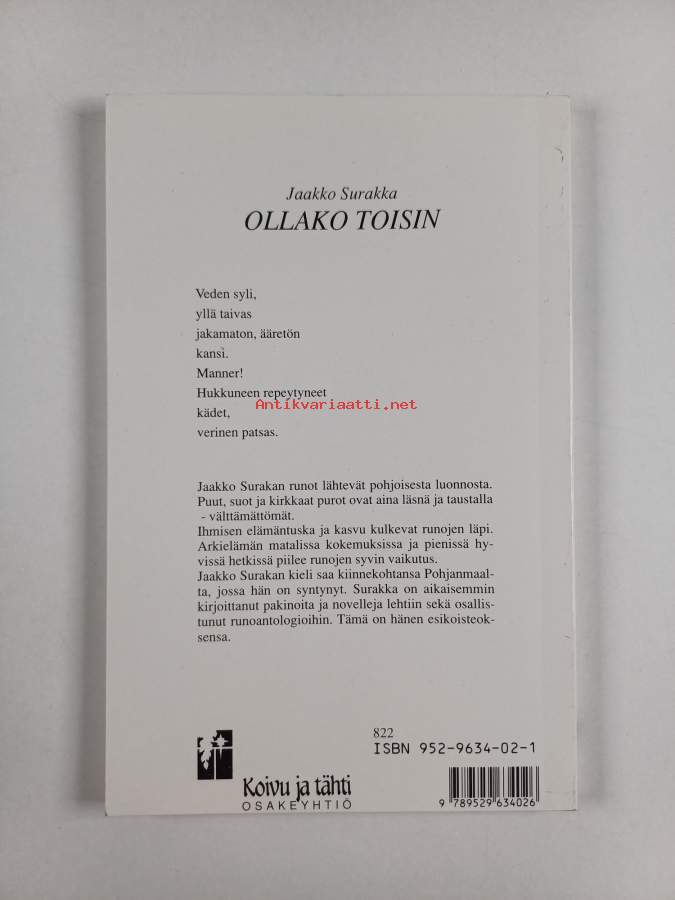 Jaakko Surakka
OLLAKO TOISIN
Veden syli,
yllä taivas
jakamaton, ääretön
kansi.
Manner!
Hukkuneen repeytyneet
Antikvariaatti.net
kädet,
verinen patsas.
Jaakko Surakan runot lähtevät pohjoisesta luonnosta.
Puut, suot ja kirkkaat purot ovat aina läsnä ja taustalla
- välttämättömät.
Ihmisen elämäntuska ja kasvu kulkevat runojen läpi.
Arkielämän matalissa kokemuksissa ja pienissä hy-
vissä hetkissä piilee runojen syvin vaikutus.
Jaakko Surakan kieli saa kiinnekohtansa Pohjanmaal-
ta, jossa hän on syntynyt. Surakka on aikaisemmin
kirjoittanut pakinoita ja novelleja lehtiin sekä osallis-
tunut runoantologioihin. Tämä on hänen esikoisteok-
sensa.
822
ISBN 952-9634-02-1
Koivu ja tähti
OSAKEYHTIÖ
9 789529 634026